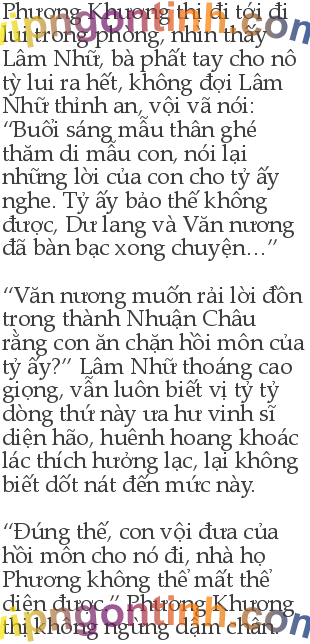 Phương Khương thị đi tới đi
lui trong phòng, nhìn thấy
Lâm Nhữ, bà phất tay cho nô
tỳ lui ra hết, không đợi Lâm
Nhữ thỉnh an, vội vã nói:
“Buổi sáng mẫu thân ghé
thăm di mẫu con, nói lại
những lời của con cho tỷ ấy
nghe. Tỷ ấy bảo thế không
được, Dư lang và Văn nương
đã bàn bạc xong chuyện...”
“Văn nương muốn rải lời đồn
trong thành Nhuận Châu
rằng con ăn chặn hồi môn của
tỷ ấy?” Lâm Nhữ thoáng cao
giọng, vẫn luôn biết vị tỷ tỷ
dòng thứ này ưa hư vinh sĩ
diện hão, huênh hoang khoác
lác thích hưởng lạc, lại không
biết dốt nát đến mức này.
“Đúng thế, con vội đưa của
hồi môn cho nó đi, nhà họ
Phương không thể mất thể
diện được.” Phương Khương
thị không ngừng dậm chân.